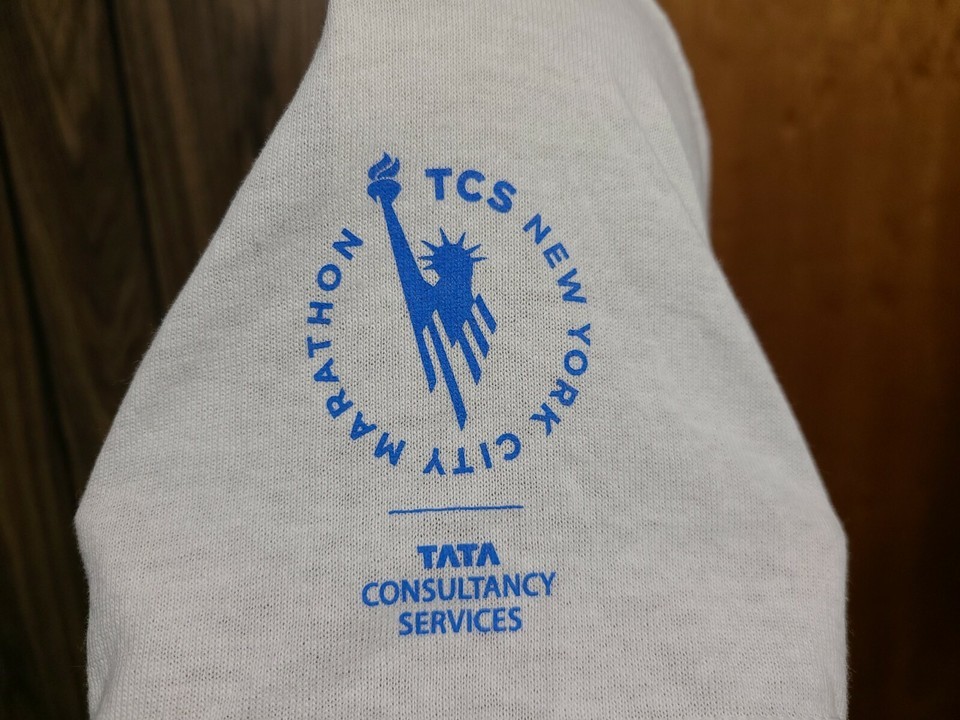 TCS NEW YORK CITY MARATHON
TATA
CONSULTANCY
SERVICES